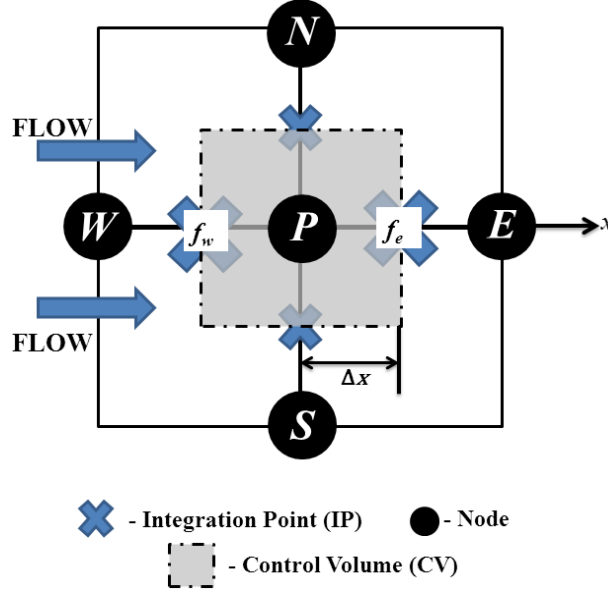 N
FLOW
W
f_w
P
f_e
E
x
FLOW
Δx
S
- Integration Point (IP)
- Node
- Control Volume (CV)